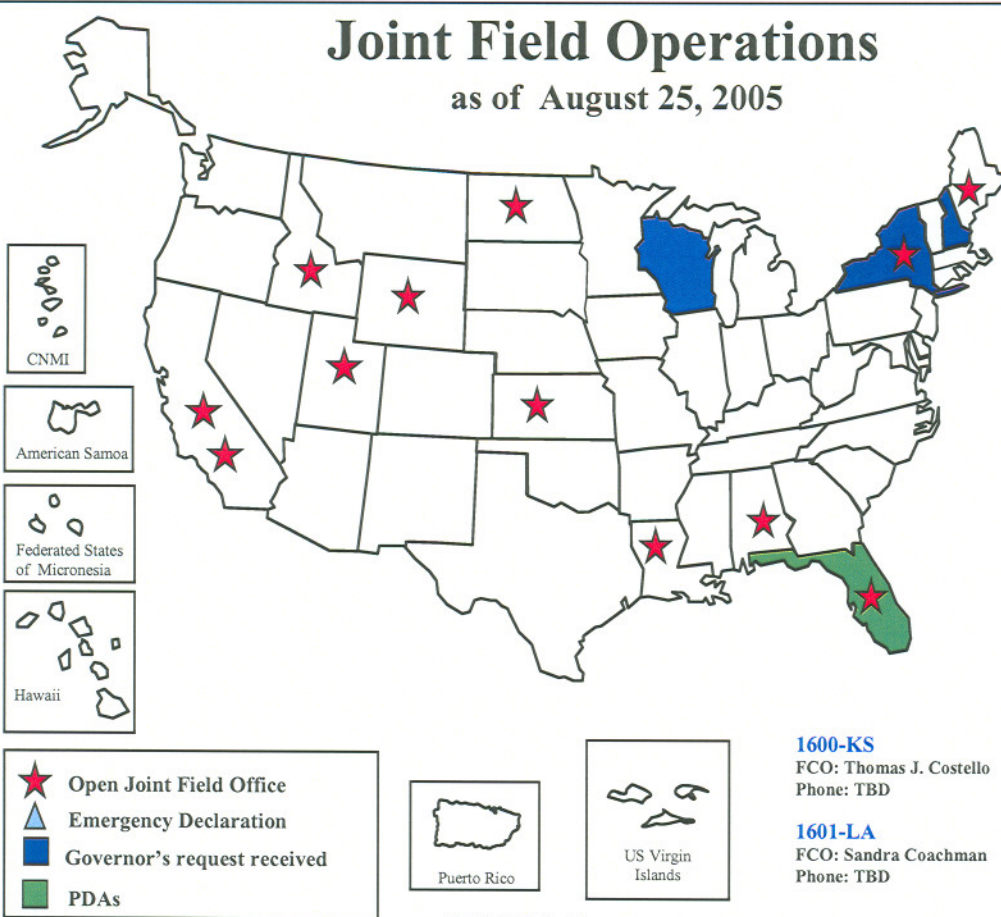 Joint Field Operations
as of August 25, 2005
CNMI
American Samoa
Federated States
of Micronesia
Hawaii
Open Joint Field Office
Emergency Declaration
Governor's request received
PDAs
Puerto Rico
US Virgin
Islands
1600-KS
FCO: Thomas J. Costello
Phone: TBD
1601-LA
FCO: Sandra Coachman
Phone: TBD